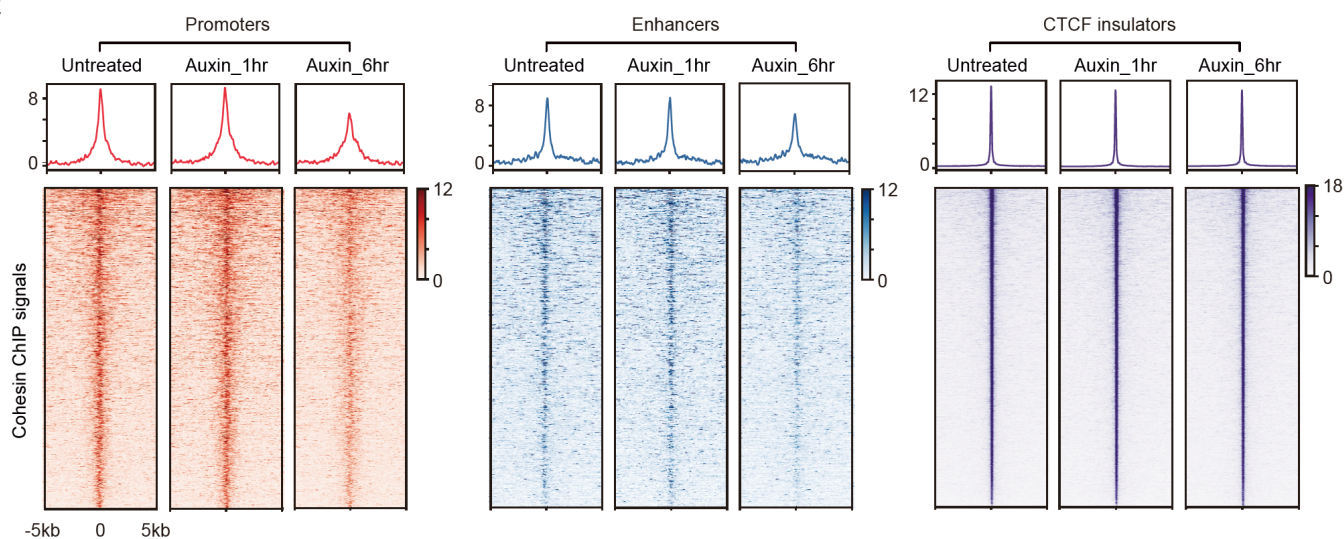 Promoters
Enhancers
CTCF insulators
Untreated Auxin_1hr Auxin_6hr
Untreated Auxin_1hr Auxin_6hr
Untreated Auxin_1hr Auxin_6hr
8
0
8
0
12
0
12
0
12
0
18
0
Cohesin ChIP signals
-5kb 0 5kb